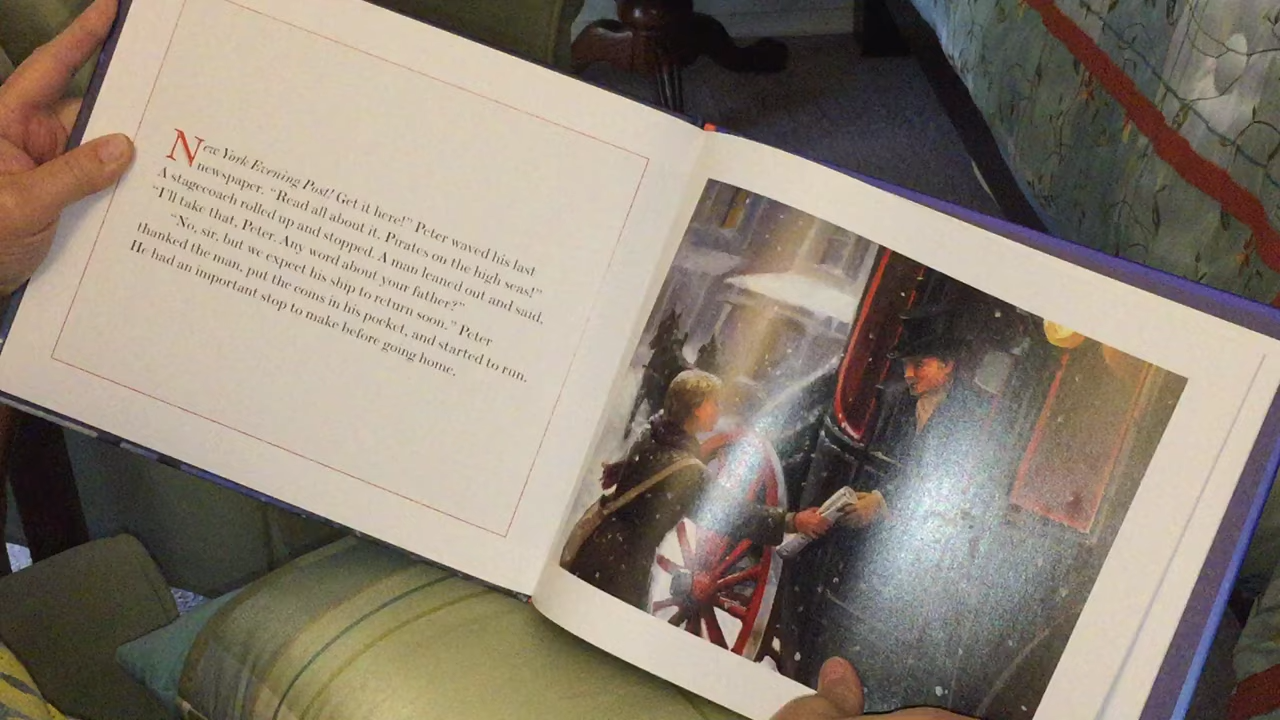 New York Evening Post! Get it here!" Peter waved his last
newspaper. "Read all about it. Pirates on the high seas!"
A stagecoach rolled up and stopped. A man leaned out and said,
"I'll take that, Peter. Any word about your father?"
"No, sir, but we expect his ship to return soon." Peter
thanked the man, put the coins in his pocket, and started to run.
He had an important stop to make before going home.